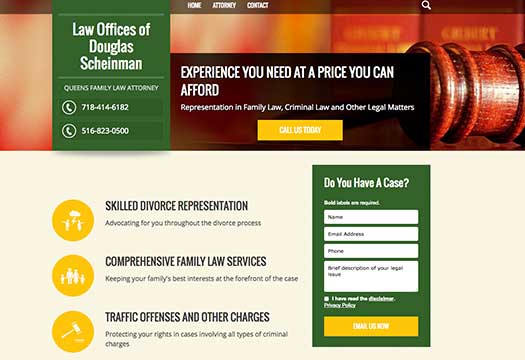 HOME ATTORNEY CONTACT
Law Offices of
Douglas
Scheinman
QUEENS FAMILY LAW ATTORNEY
718-414-6182
516-823-0500
EXPERIENCE YOU NEED AT A PRICE YOU CAN
AFFORD
Representation in Family Law, Criminal Law and Other Legal Matters
CALL US TODAY
SKILLED DIVORCE REPRESENTATION
Advocating for you throughout the divorce process
COMPREHENSIVE FAMILY LAW SERVICES
Keeping your family's best interests at the forefront of the case
TRAFFIC OFFENSES AND OTHER CHARGES
Protecting your rights in cases involving all types of criminal
charges
Do You Have A Case?
Bold labels are required.
Name
Email Address
Phone
Brief description of your legal
issue
I have read the disclaimer.
Privacy Policy
EMAIL US NOW